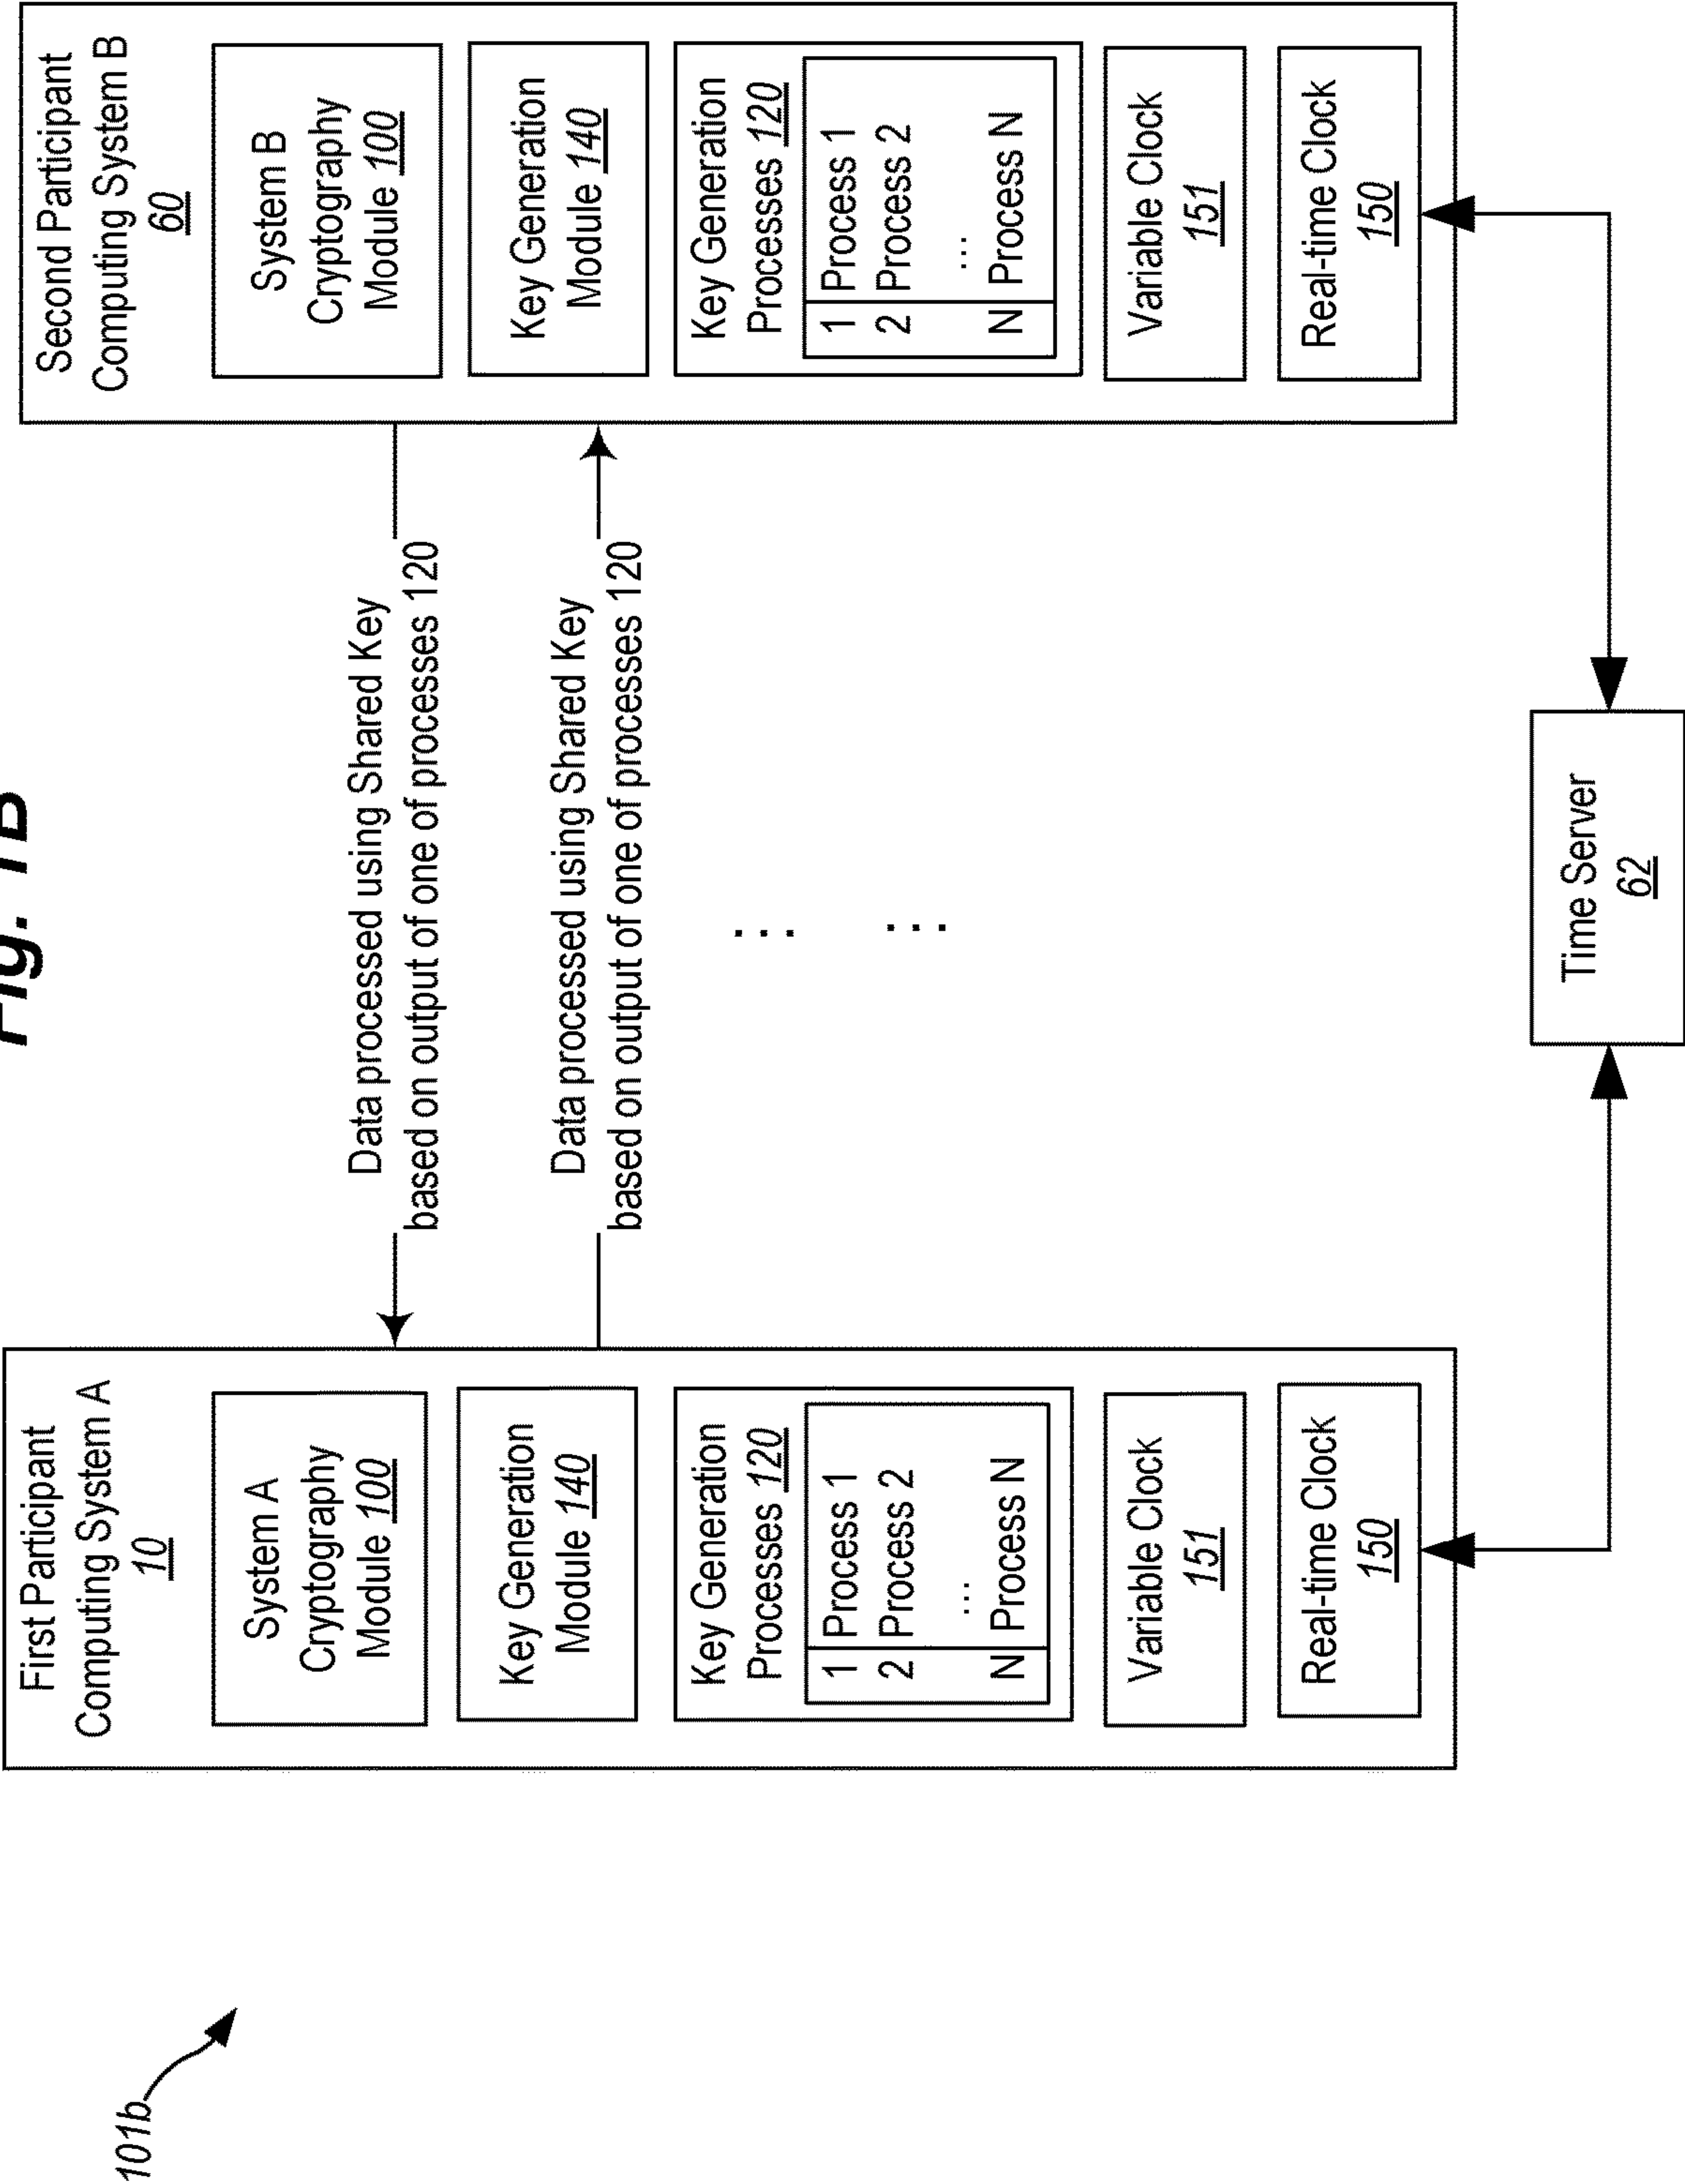 Fig. 1B
101b
First Participant
Computing System A
10
System A
Cryptography
Module 100
Key Generation
Module 140
Key Generation
Processes 120
1 Process 1
2 Process 2
...
N Process N
Variable Clock
151
Real-time Clock
150
Data processed using Shared Key
based on output of one of processes 120
Data processed using Shared Key
based on output of one of processes 120
... ...
Second Participant
Computing System B
60
System B
Cryptography
Module 100
Key Generation
Module 140
Key Generation
Processes 120
1 Process 1
2 Process 2
...
N Process N
Variable Clock
151
Real-time Clock
150
Time Server
62